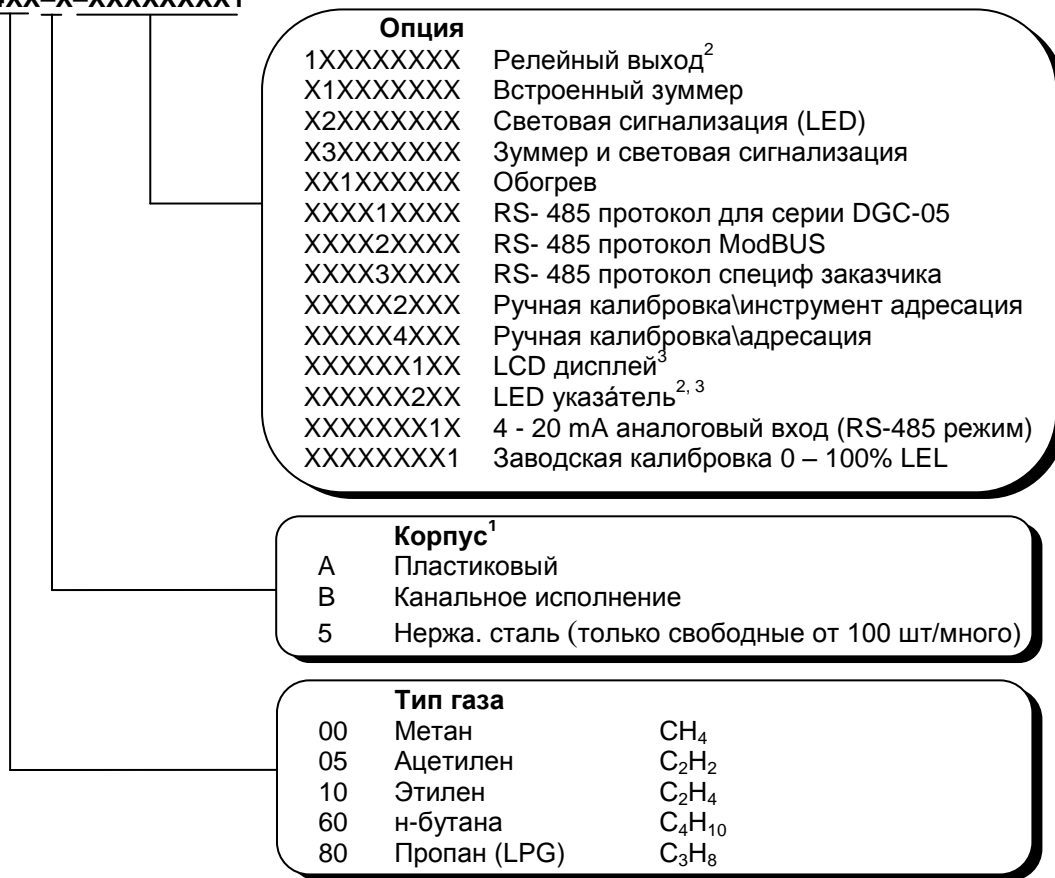 Опция
1XXXXXXXX Релейный выход²
X1XXXXXXX Встроенный зуммер
X2XXXXXXX Световая сигнализация (LED)
X3XXXXXXX Зуммер и световая сигнализация
XX1XXXXXX Обогрев
XXXX1XXXX RS- 485 протокол для серии DGC-05
XXXX2XXXX RS- 485 протокол ModBUS
XXXX3XXXX RS- 485 протокол специф заказчика
XXXXX2XXX Ручная калибровка\инструмент адресация
XXXXX4XXX Ручная калибровка\адресация
XXXXXX1XX LCD дисплей³
XXXXXX2XX LED указа́тель²˒ ³
XXXXXXX1X 4 - 20 mA аналоговый вход (RS-485 режим)
XXXXXXXX1 Заводская калибровка 0 – 100% LEL
Корпус¹
A Пластиковый
B Канальное исполнение
5 Нержа. сталь (только свободные от 100 шт/много)
Тип газа
00 Метан CH₄
05 Ацетилен C₂H₂
10 Этилен C₂H₄
60 н-бутана C₄H₁₀
80 Пропан (LPG) C₃H₈